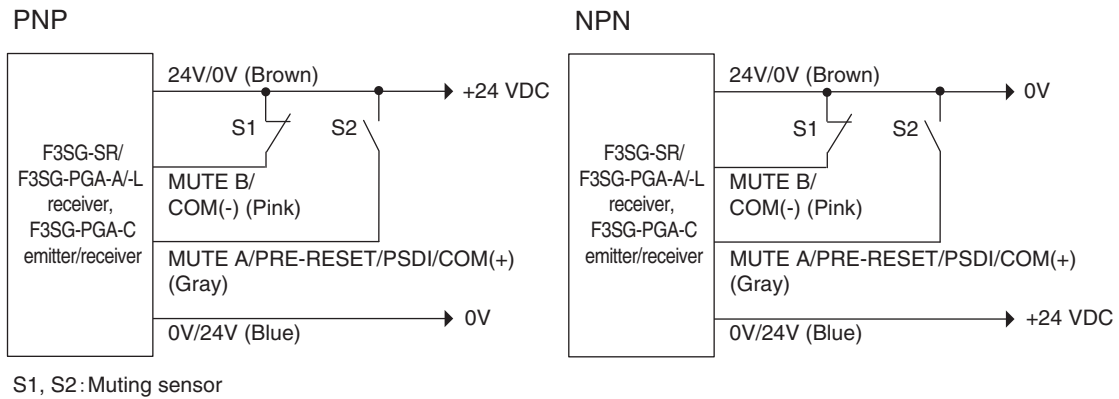 PNP
24V/0V (Brown)
+24 VDC
S1
S2
F3SG-SR/
F3SG-PGA-A/-L
receiver,
F3SG-PGA-C
emitter/receiver
MUTE B/
COM(-) (Pink)
MUTE A/PRE-RESET/PSDI/COM(+)
(Gray)
0V/24V (Blue)
0V
NPN
24V/0V (Brown)
0V
S1
S2
F3SG-SR/
F3SG-PGA-A/-L
receiver,
F3SG-PGA-C
emitter/receiver
MUTE B/
COM(-) (Pink)
MUTE A/PRE-RESET/PSDI/COM(+)
(Gray)
0V/24V (Blue)
+24 VDC
S1, S2: Muting sensor